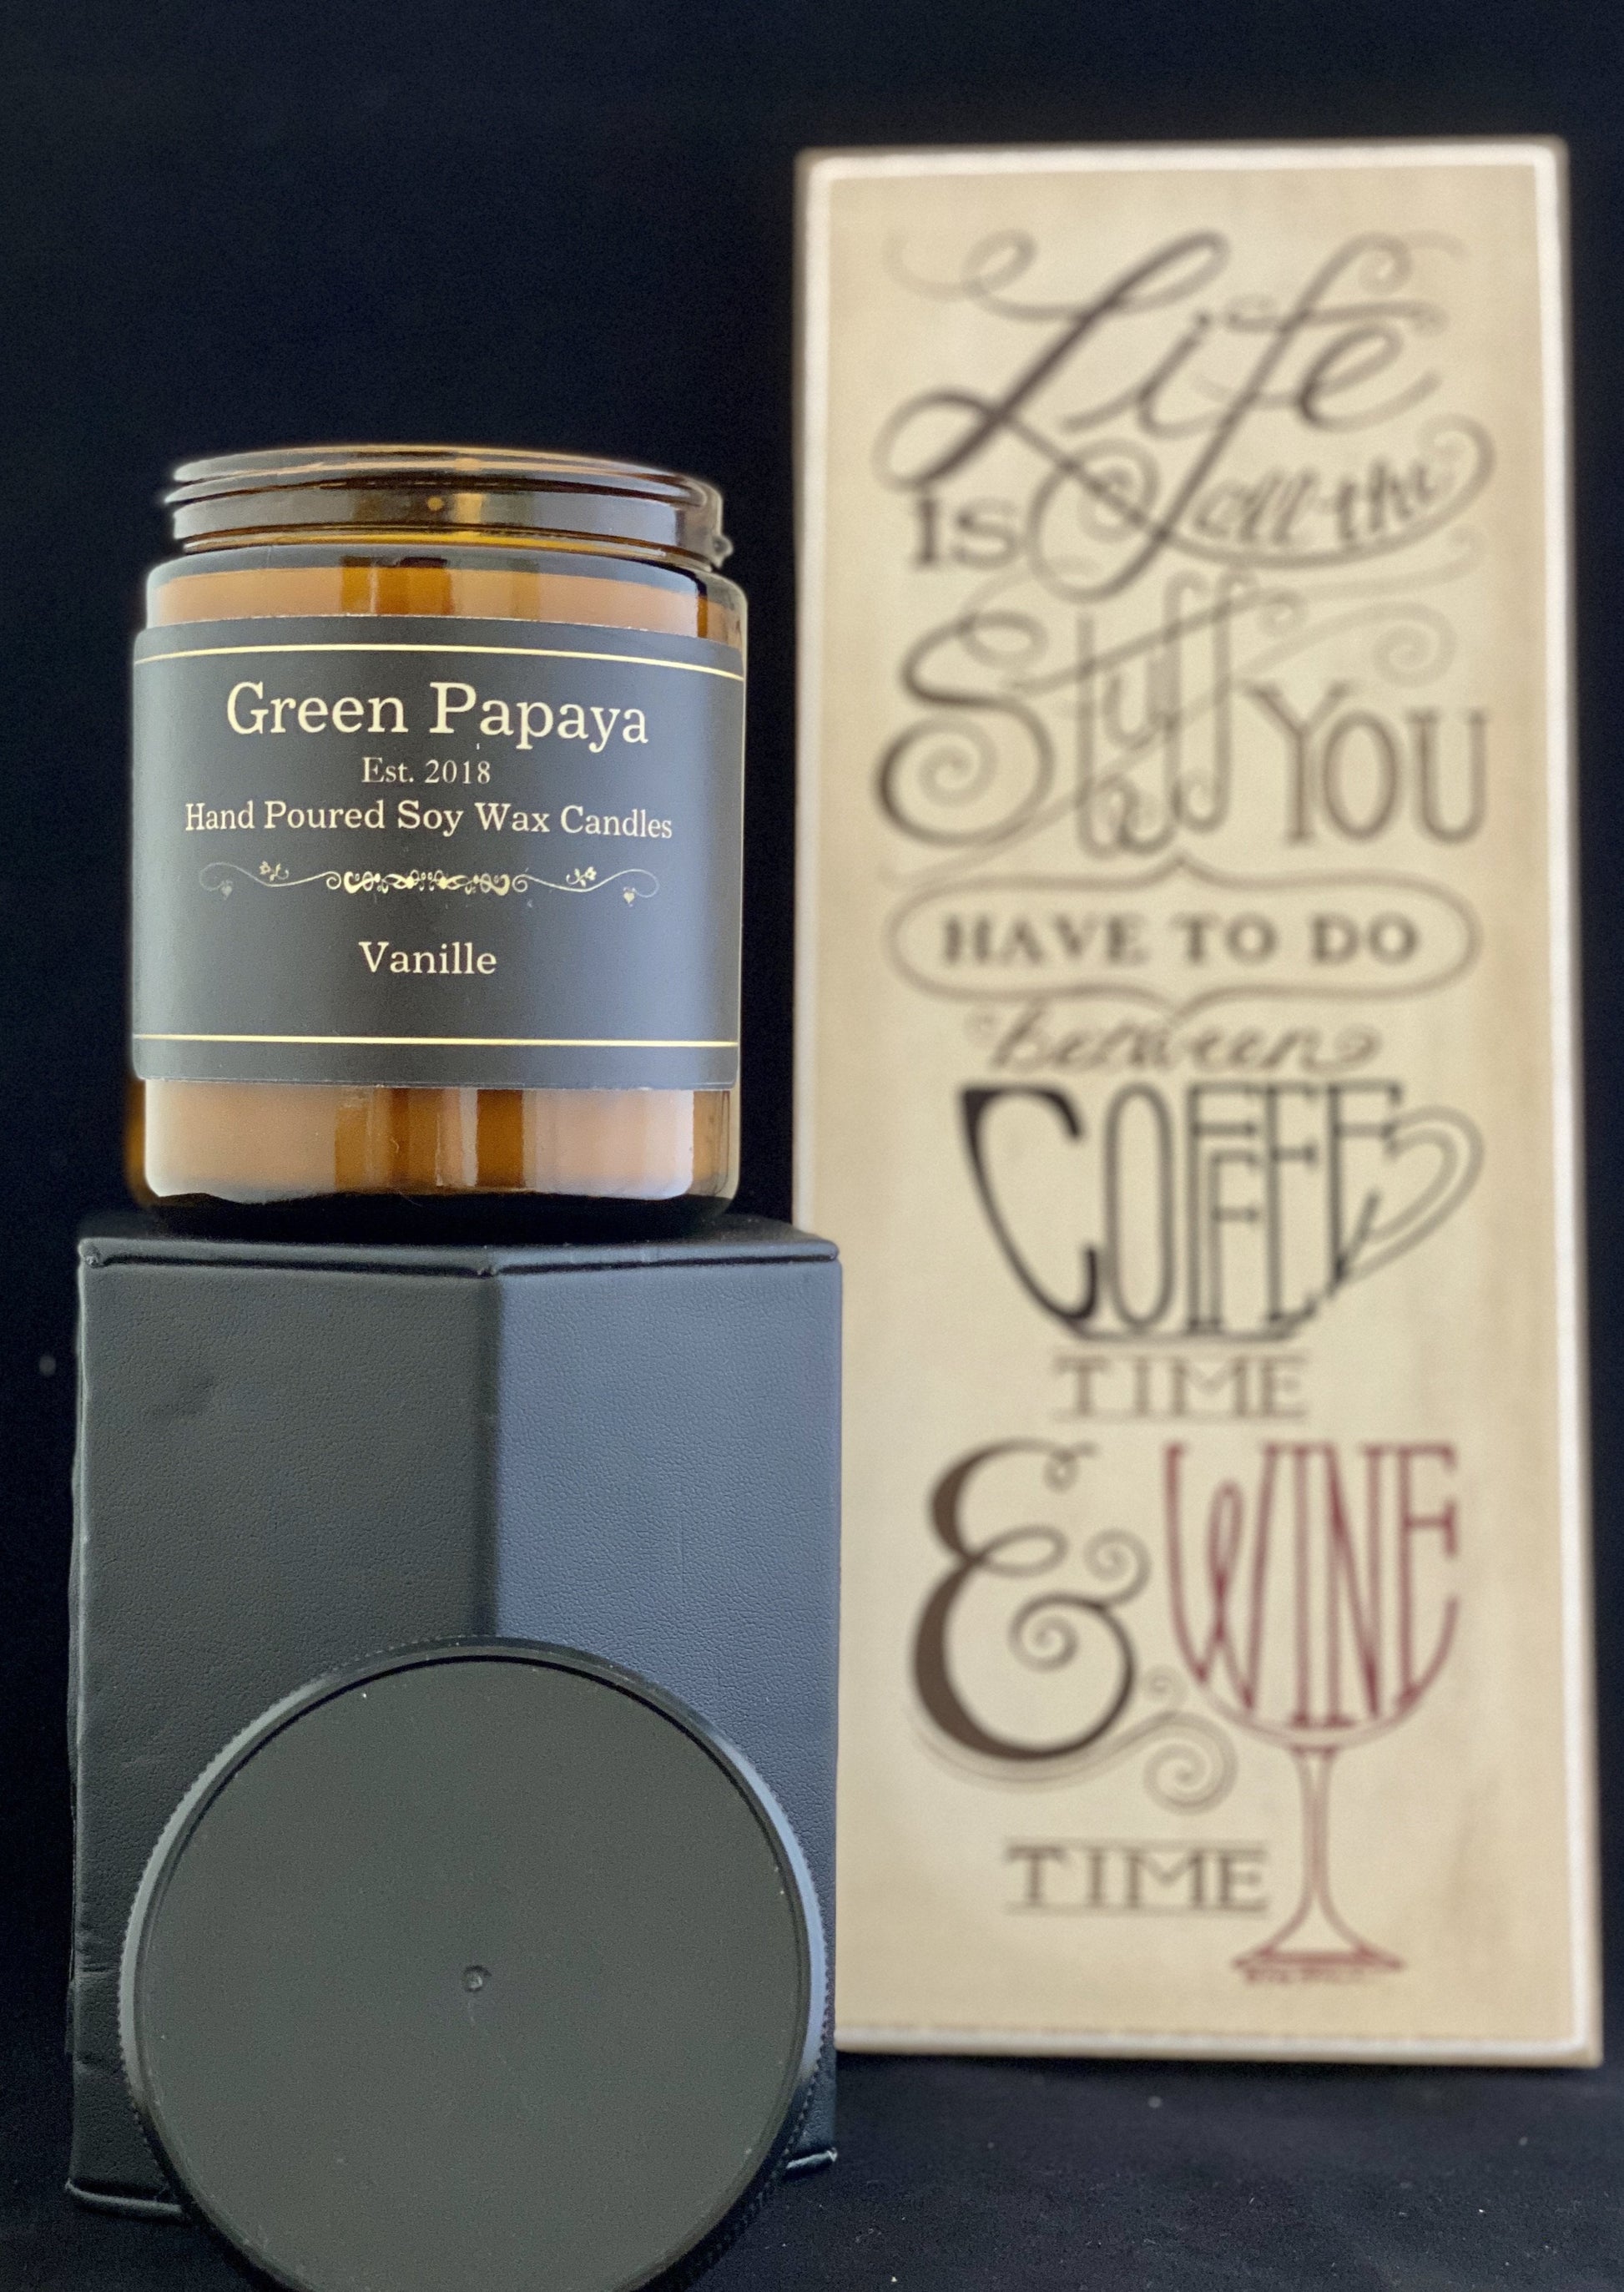 Green Papaya
Est. 2018
Hand Poured Soy Wax Candles
Vanille
Life
IS all the
Stuff YOU
HAVE TO DO
between
COFFEE
TIME
& WINE
TIME